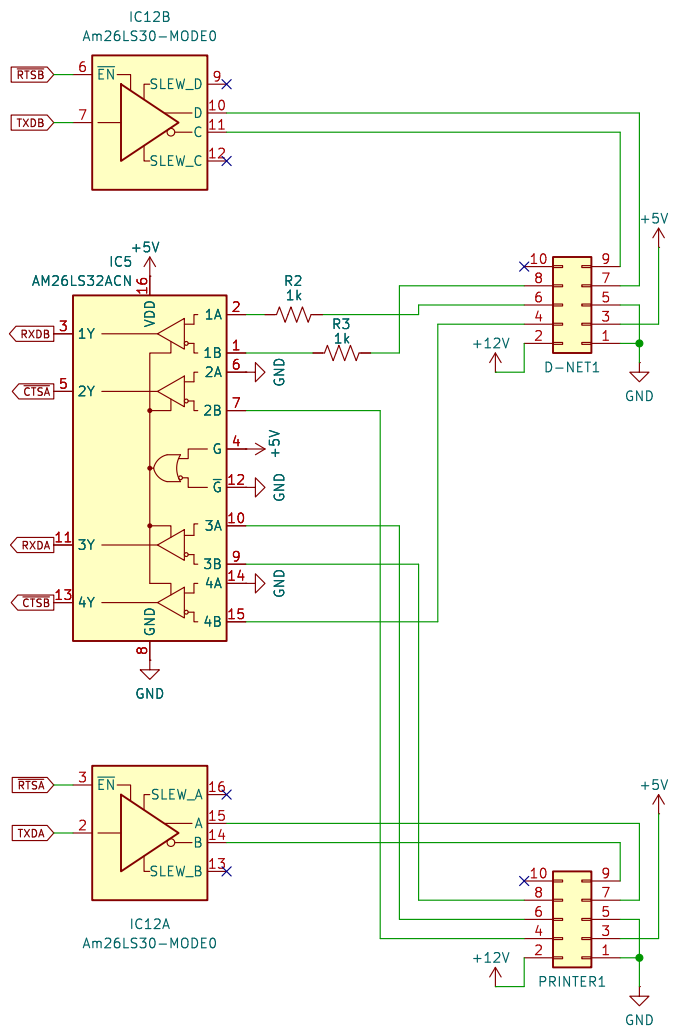 IC12B
Am26LS30-MODE0
RTSB
6
EN
SLEW_D
9
TXDB
7
D
10
C
11
SLEW_C
12
+5V
IC5
AM26LS32ACN
16
VDD
R2
1k
R3
1k
RXDB
3
1Y
1A
2
1B
1
2A
6
GND
CTSA
5
2Y
2B
7
G
4
+5V
G
12
GND
3A
10
RXDA
11
3Y
3B
9
4A
14
GND
CTSB
13
4Y
4B
15
GND
8
GND
+5V
10
9
8
7
6
5
4
3
2
1
+12V
D-NET1
GND
RTSA
3
EN
SLEW_A
16
TXDA
2
A
15
B
14
SLEW_B
13
IC12A
Am26LS30-MODE0
+5V
10
9
8
7
6
5
4
3
2
1
+12V
PRINTER1
GND